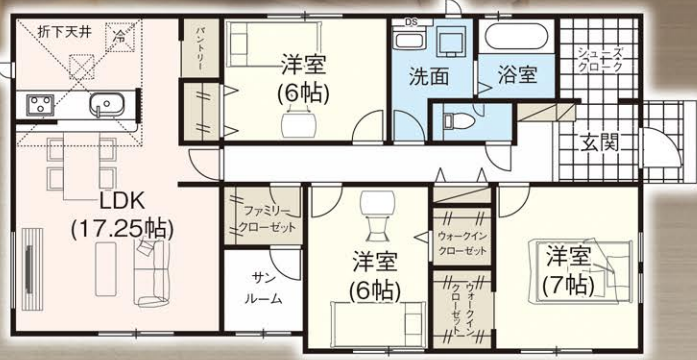 折下天井
冷
パントリー
洋室
(6帖)
DS
洗面
浴室
シューズ
クローク
玄関
LDK
(17.25帖)
ファミリー
クローゼット
サン
ルーム
洋室
(6帖)
ウォークイン
クローゼット
ウォークイン
クローゼット
洋室
(7帖)